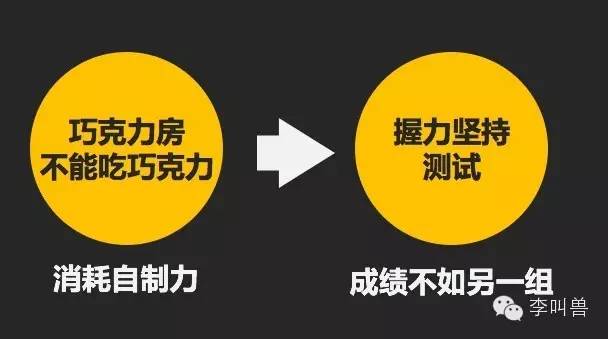 巧克力房
不能吃巧克力
消耗自制力
握力坚持
测试
成绩不如另一组
李叫兽